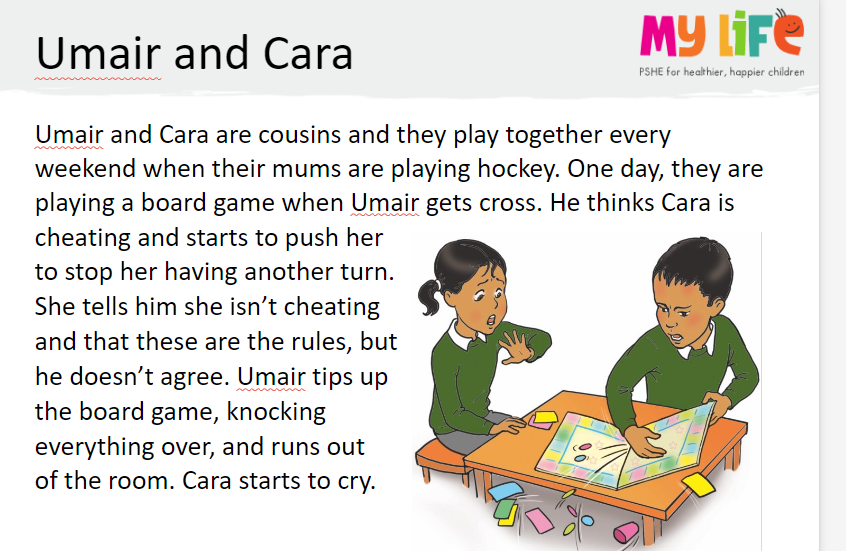 Umair and Cara
My Life
PSHE for healthier, happier children
Umair and Cara are cousins and they play together every
weekend when their mums are playing hockey. One day, they are
playing a board game when Umair gets cross. He thinks Cara is
cheating and starts to push her
to stop her having another turn.
She tells him she isn’t cheating
and that these are the rules, but
he doesn’t agree. Umair tips up
the board game, knocking
everything over, and runs out
of the room. Cara starts to cry.